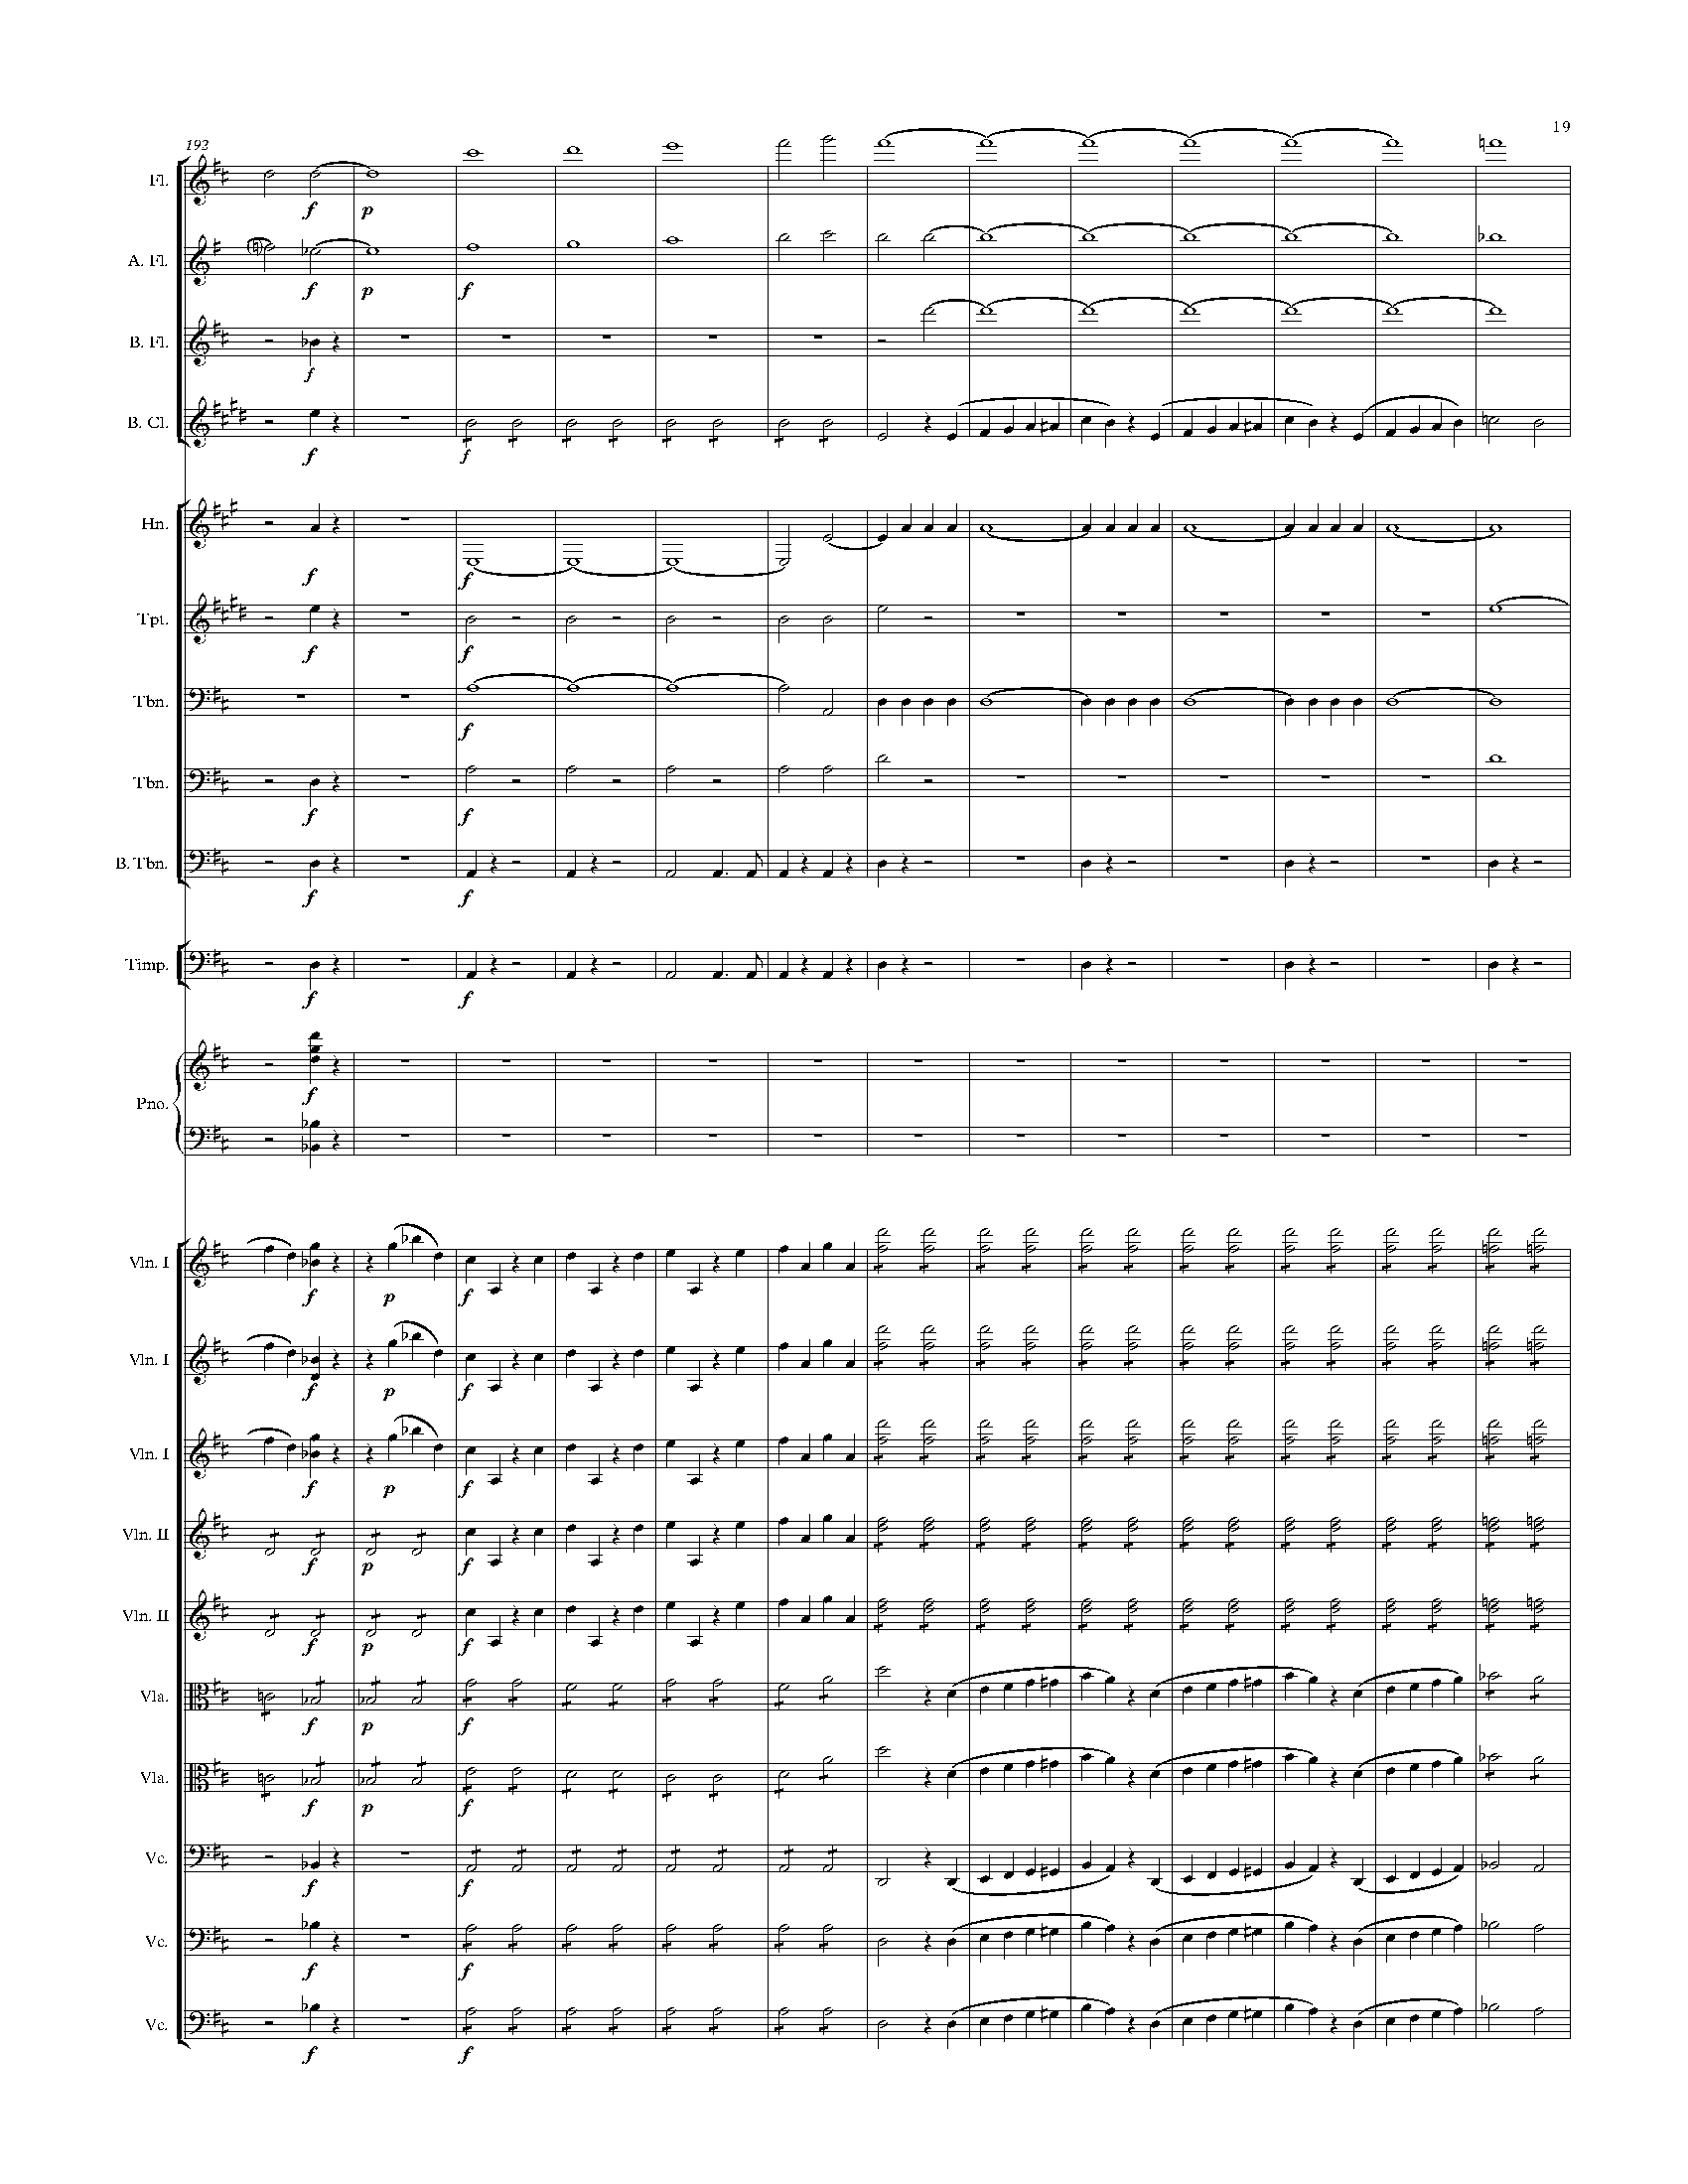 19
193
Fl.
f p
A. Fl.
f p f
B. Fl.
f
B. Cl.
f f
Hn.
f f
Tpt.
f f
Tbn.
f
Tbn.
f f
B. Tbn.
f f
Timp.
f f
f
Pno.
Vln. I
f p f
Vln. I
f p f
Vln. I
f p f
Vln. II
f p f
Vln. II
f p f
Vla.
f p f
Vla.
f p f
Vc.
f f
Vc.
f f
Vc.
f f